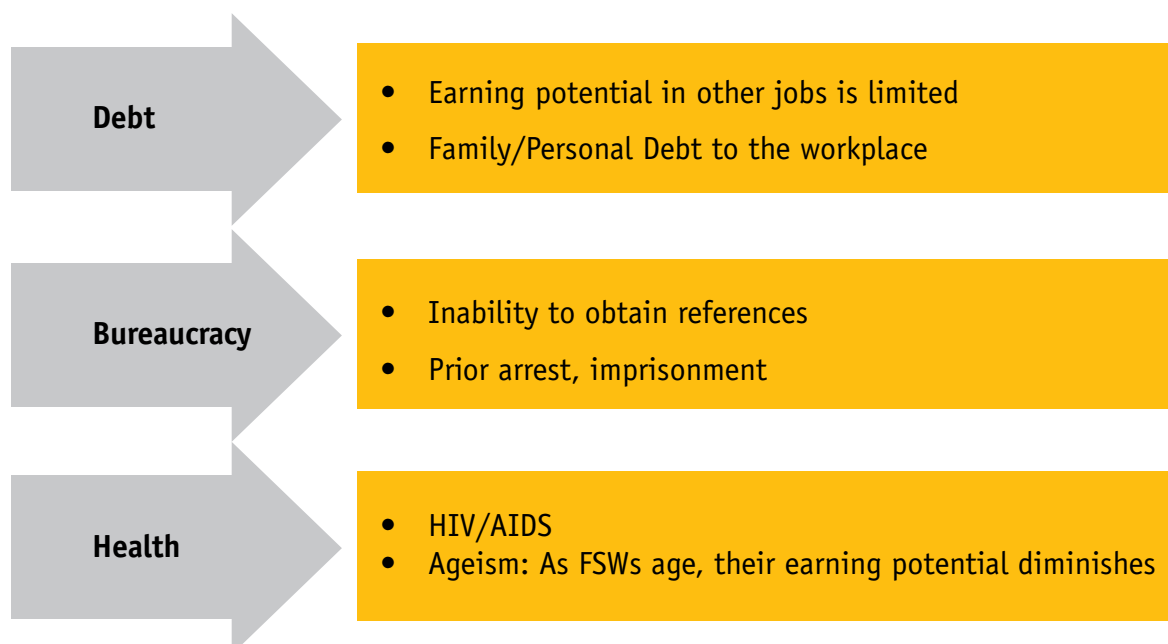 Debt
• Earning potential in other jobs is limited
• Family/Personal Debt to the workplace
Bureaucracy
• Inability to obtain references
• Prior arrest, imprisonment
Health
• HIV/AIDS
• Ageism: As FSWs age, their earning potential diminishes